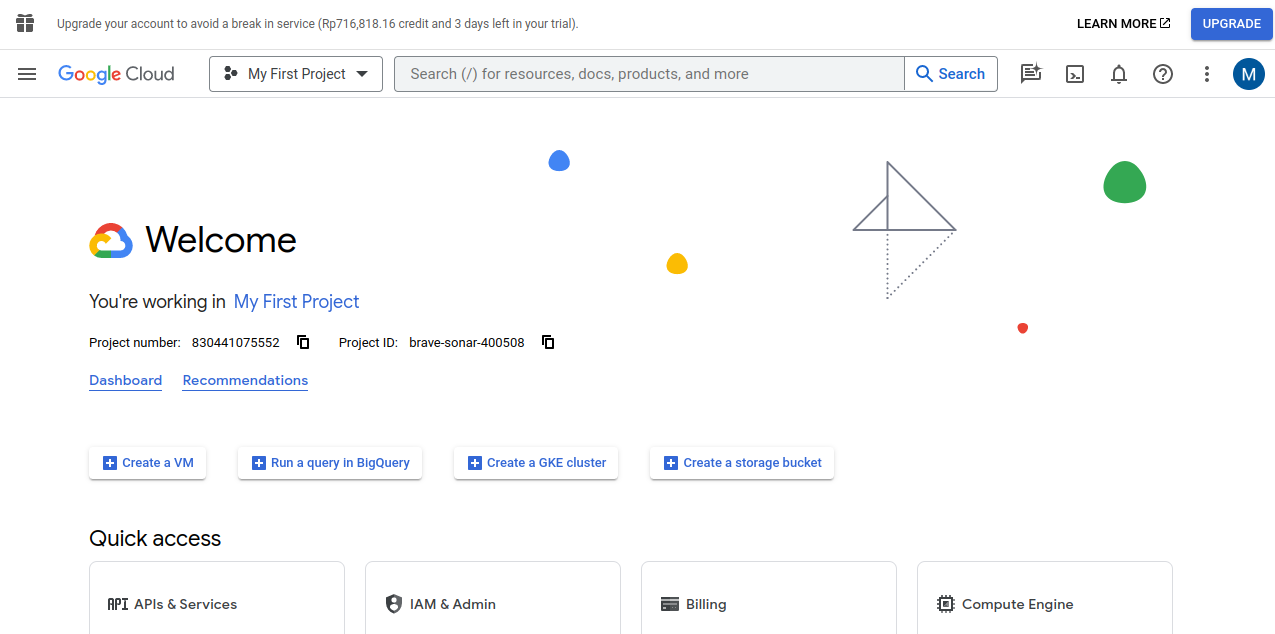 Upgrade your account to avoid a break in service (Rp716,818.16 credit and 3 days left in your trial).
LEARN MORE
UPGRADE
Google Cloud
My First Project
Search (/) for resources, docs, products, and more
Search
M
Welcome
You're working in My First Project
Project number: 830441075552 Project ID: brave-sonar-400508
Dashboard Recommendations
Create a VM
Run a query in BigQuery
Create a GKE cluster
Create a storage bucket
Quick access
API APIs & Services
IAM & Admin
Billing
Compute Engine